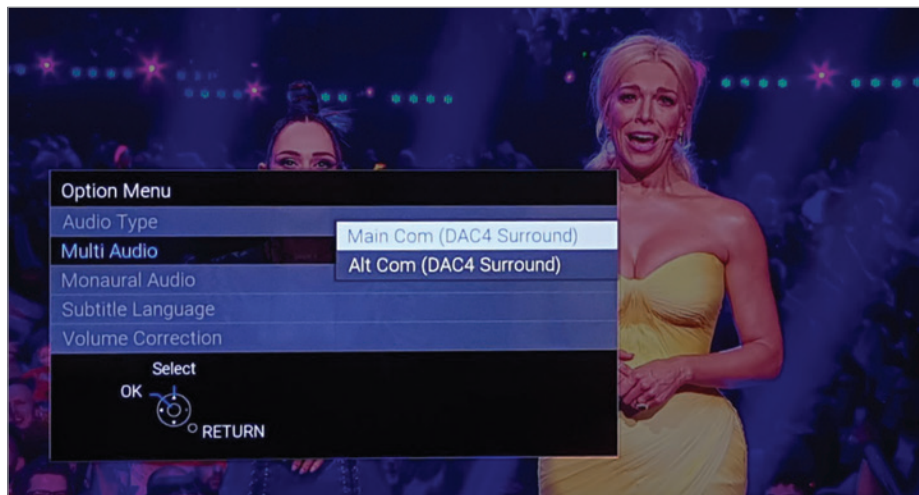 Option Menu
Audio Type
Main Com (DAC4 Surround)
Multi Audio
Alt Com (DAC4 Surround)
Monaural Audio
Subtitle Language
Volume Correction
Select
OK
RETURN